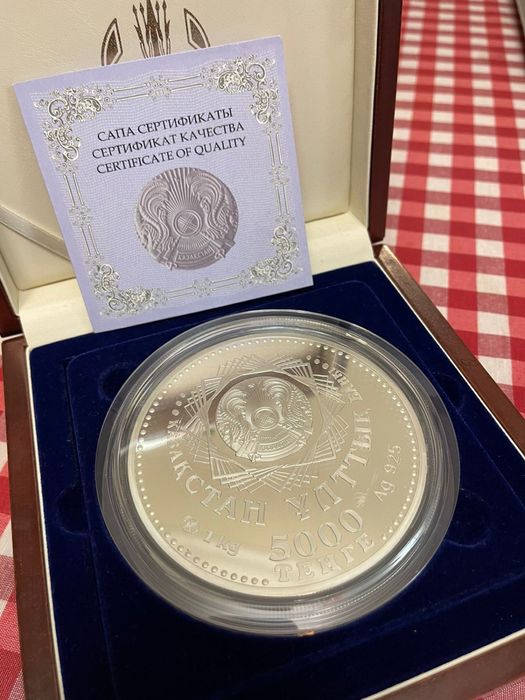 САПА СЕРТИФИКАТЫ
СЕРТИФИКАТ КАЧЕСТВА
CERTIFICATE OF QUALITY
ҚАЗАҚСТАН
ҚАЗАҚСТАН ҰЛТТЫҚ
1 kg
5000
ТЕҢГЕ
Ag 925